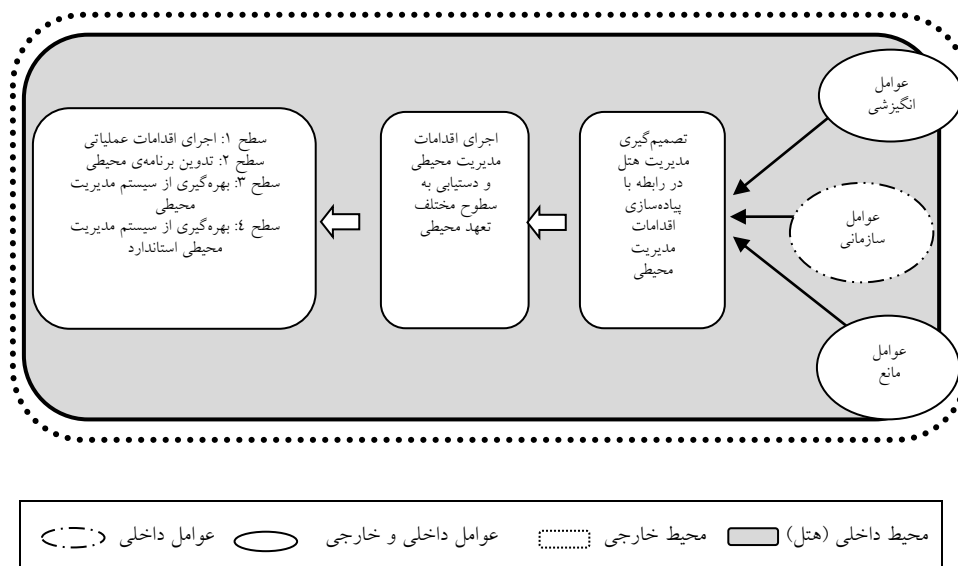 عوامل
انگیزشی
عوامل
سازمانی
عوامل
مانع
تصمیم‌گیری
مدیریت هتل
در رابطه با
پیاده‌سازی
اقدامات
مدیریت
محیطی
اجرای اقدامات
مدیریت محیطی
و دستیابی به
سطوح مختلف
تعهد محیطی
سطح ۱: اجرای اقدامات عملیاتی
سطح ۲: تدوین برنامه‌ی محیطی
سطح ۳: بهره‌گیری از سیستم مدیریت
محیطی
سطح ٤: بهره‌گیری از سیستم مدیریت
محیطی استاندارد
محیط داخلی (هتل) محیط خارجی عوامل داخلی و خارجی عوامل داخلی